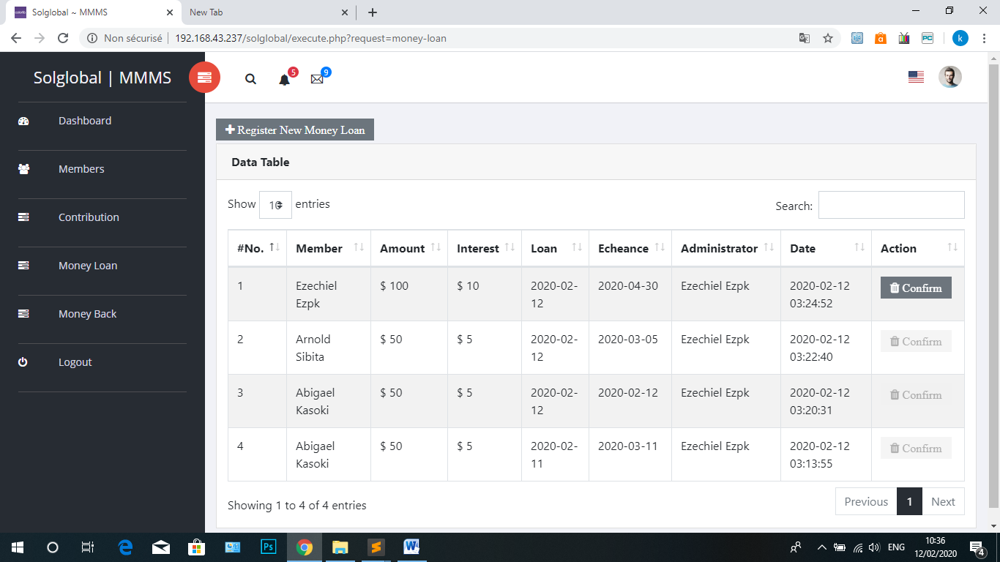 Solglobal ~ MMMS
New Tab
Non sécurisé 192.168.43.237/solglobal/execute.php?request=money-loan
PC
k
Solglobal | MMMS
5
9
Dashboard
Members
Contribution
Money Loan
Money Back
Logout
Register New Money Loan
Data Table
Show 10 entries
Search:
#No. Member Amount Interest Loan Echeance Administrator Date Action
1 Ezechiel $ 100 $ 10 2020-02- 2020-04-30 Ezechiel Ezpk 2020-02-12 Confirm
Ezpk 12 03:24:52
2 Arnold $ 50 $ 5 2020-02- 2020-03-05 Ezechiel Ezpk 2020-02-12 Confirm
Sibita 12 03:22:40
3 Abigael $ 50 $ 5 2020-02- 2020-02-12 Ezechiel Ezpk 2020-02-12 Confirm
Kasoki 12 03:20:31
4 Abigael $ 50 $ 5 2020-02- 2020-03-11 Ezechiel Ezpk 2020-02-12 Confirm
Kasoki 11 03:13:55
Showing 1 to 4 of 4 entries
Previous 1 Next
Ps
ENG
10:36
12/02/2020
4